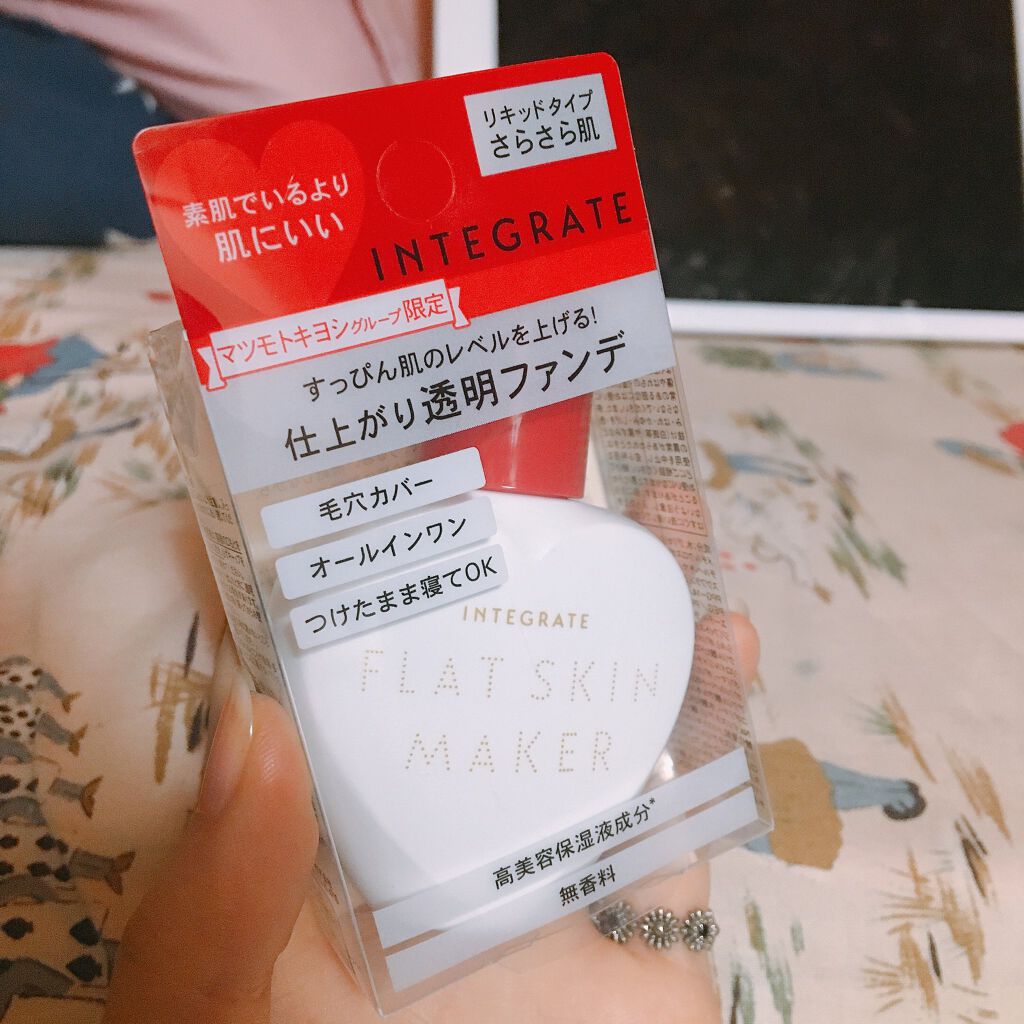 リキッドタイプ
さらさら肌
素肌でいるより
肌にいい
INTEGRATE
マツモトキヨシグループ限定
すっぴん肌のレベルを上げる!
仕上がり透明ファンデ
毛穴カバー
オールインワン
つけたまま寝てOK
INTEGRATE
FLAT SKIN
MAKER
高美容保湿液成分*
無香料